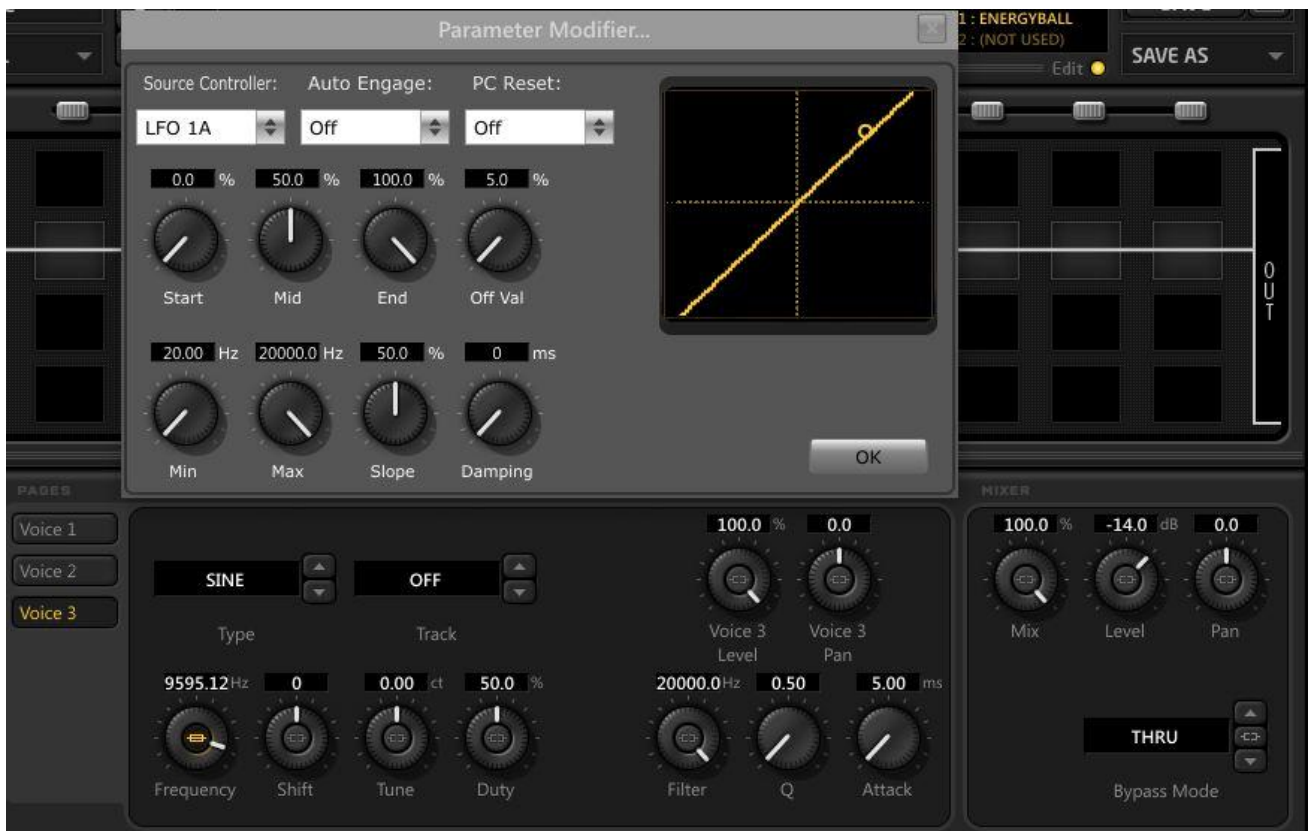 Parameter Modifier...
1 : ENERGYBALL
2 : (NOT USED)
Edit
SAVE AS
Source Controller: Auto Engage: PC Reset:
LFO 1A Off Off
0.0 % 50.0 % 100.0 % 5.0 %
Start Mid End Off Val
20.00 Hz 20000.0 Hz 50.0 % 0 ms
Min Max Slope Damping
OK
OUT
PAGES
MIXER
Voice 1
Voice 2
Voice 3
SINE OFF
Type Track
100.0 % 0.0
Voice 3 Voice 3
Level Pan
100.0 % -14.0 dB 0.0
Mix Level Pan
9595.12 Hz 0 0.00 ct 50.0 %
Frequency Shift Tune Duty
20000.0 Hz 0.50 5.00 ms
Filter Q Attack
THRU
Bypass Mode